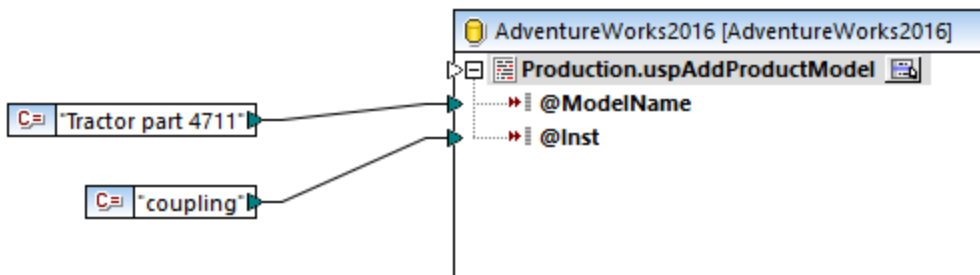 AdventureWorks2016 [AdventureWorks2016]
Production.uspAddProductModel
C= "Tractor part 4711"
@ModelName
@Inst
C= "coupling"